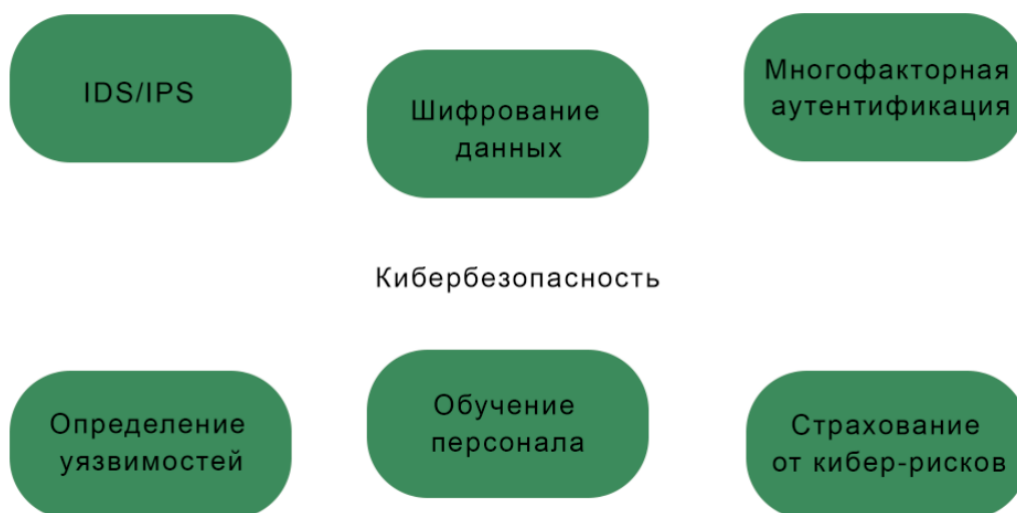 IDS/IPS
Шифрование
данных
Многофакторная
аутентификация
Кибербезопасность
Определение
уязвимостей
Обучение
персонала
Страхование
от кибер-рисков